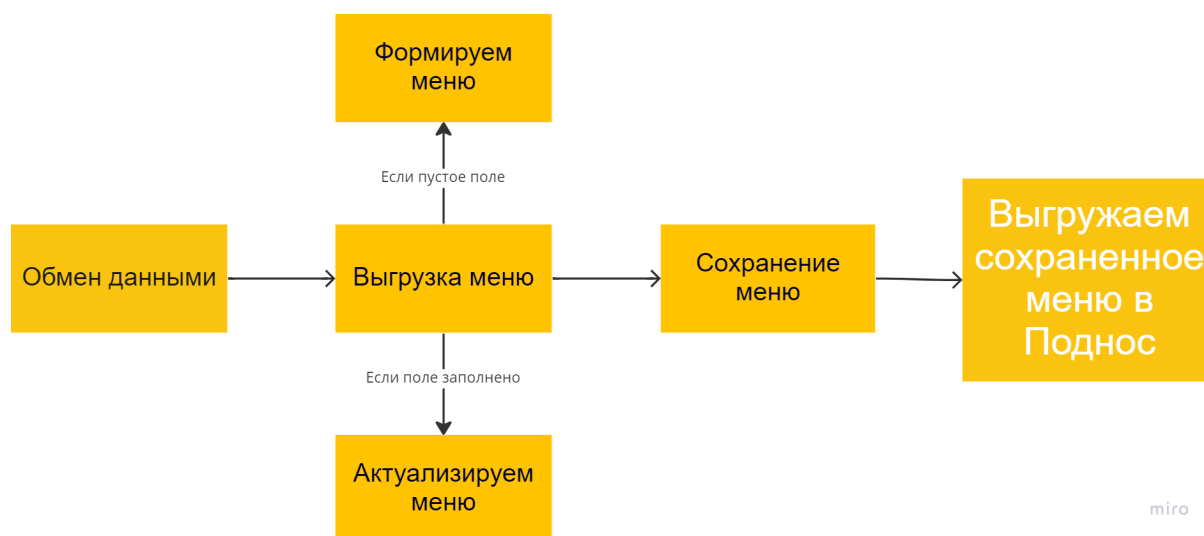 Формируем
меню
Если пустое поле
Обмен данными
Выгрузка меню
Сохранение
меню
Выгружаем
сохраненное
меню в
Поднос
Если поле заполнено
Актуализируем
меню
miro